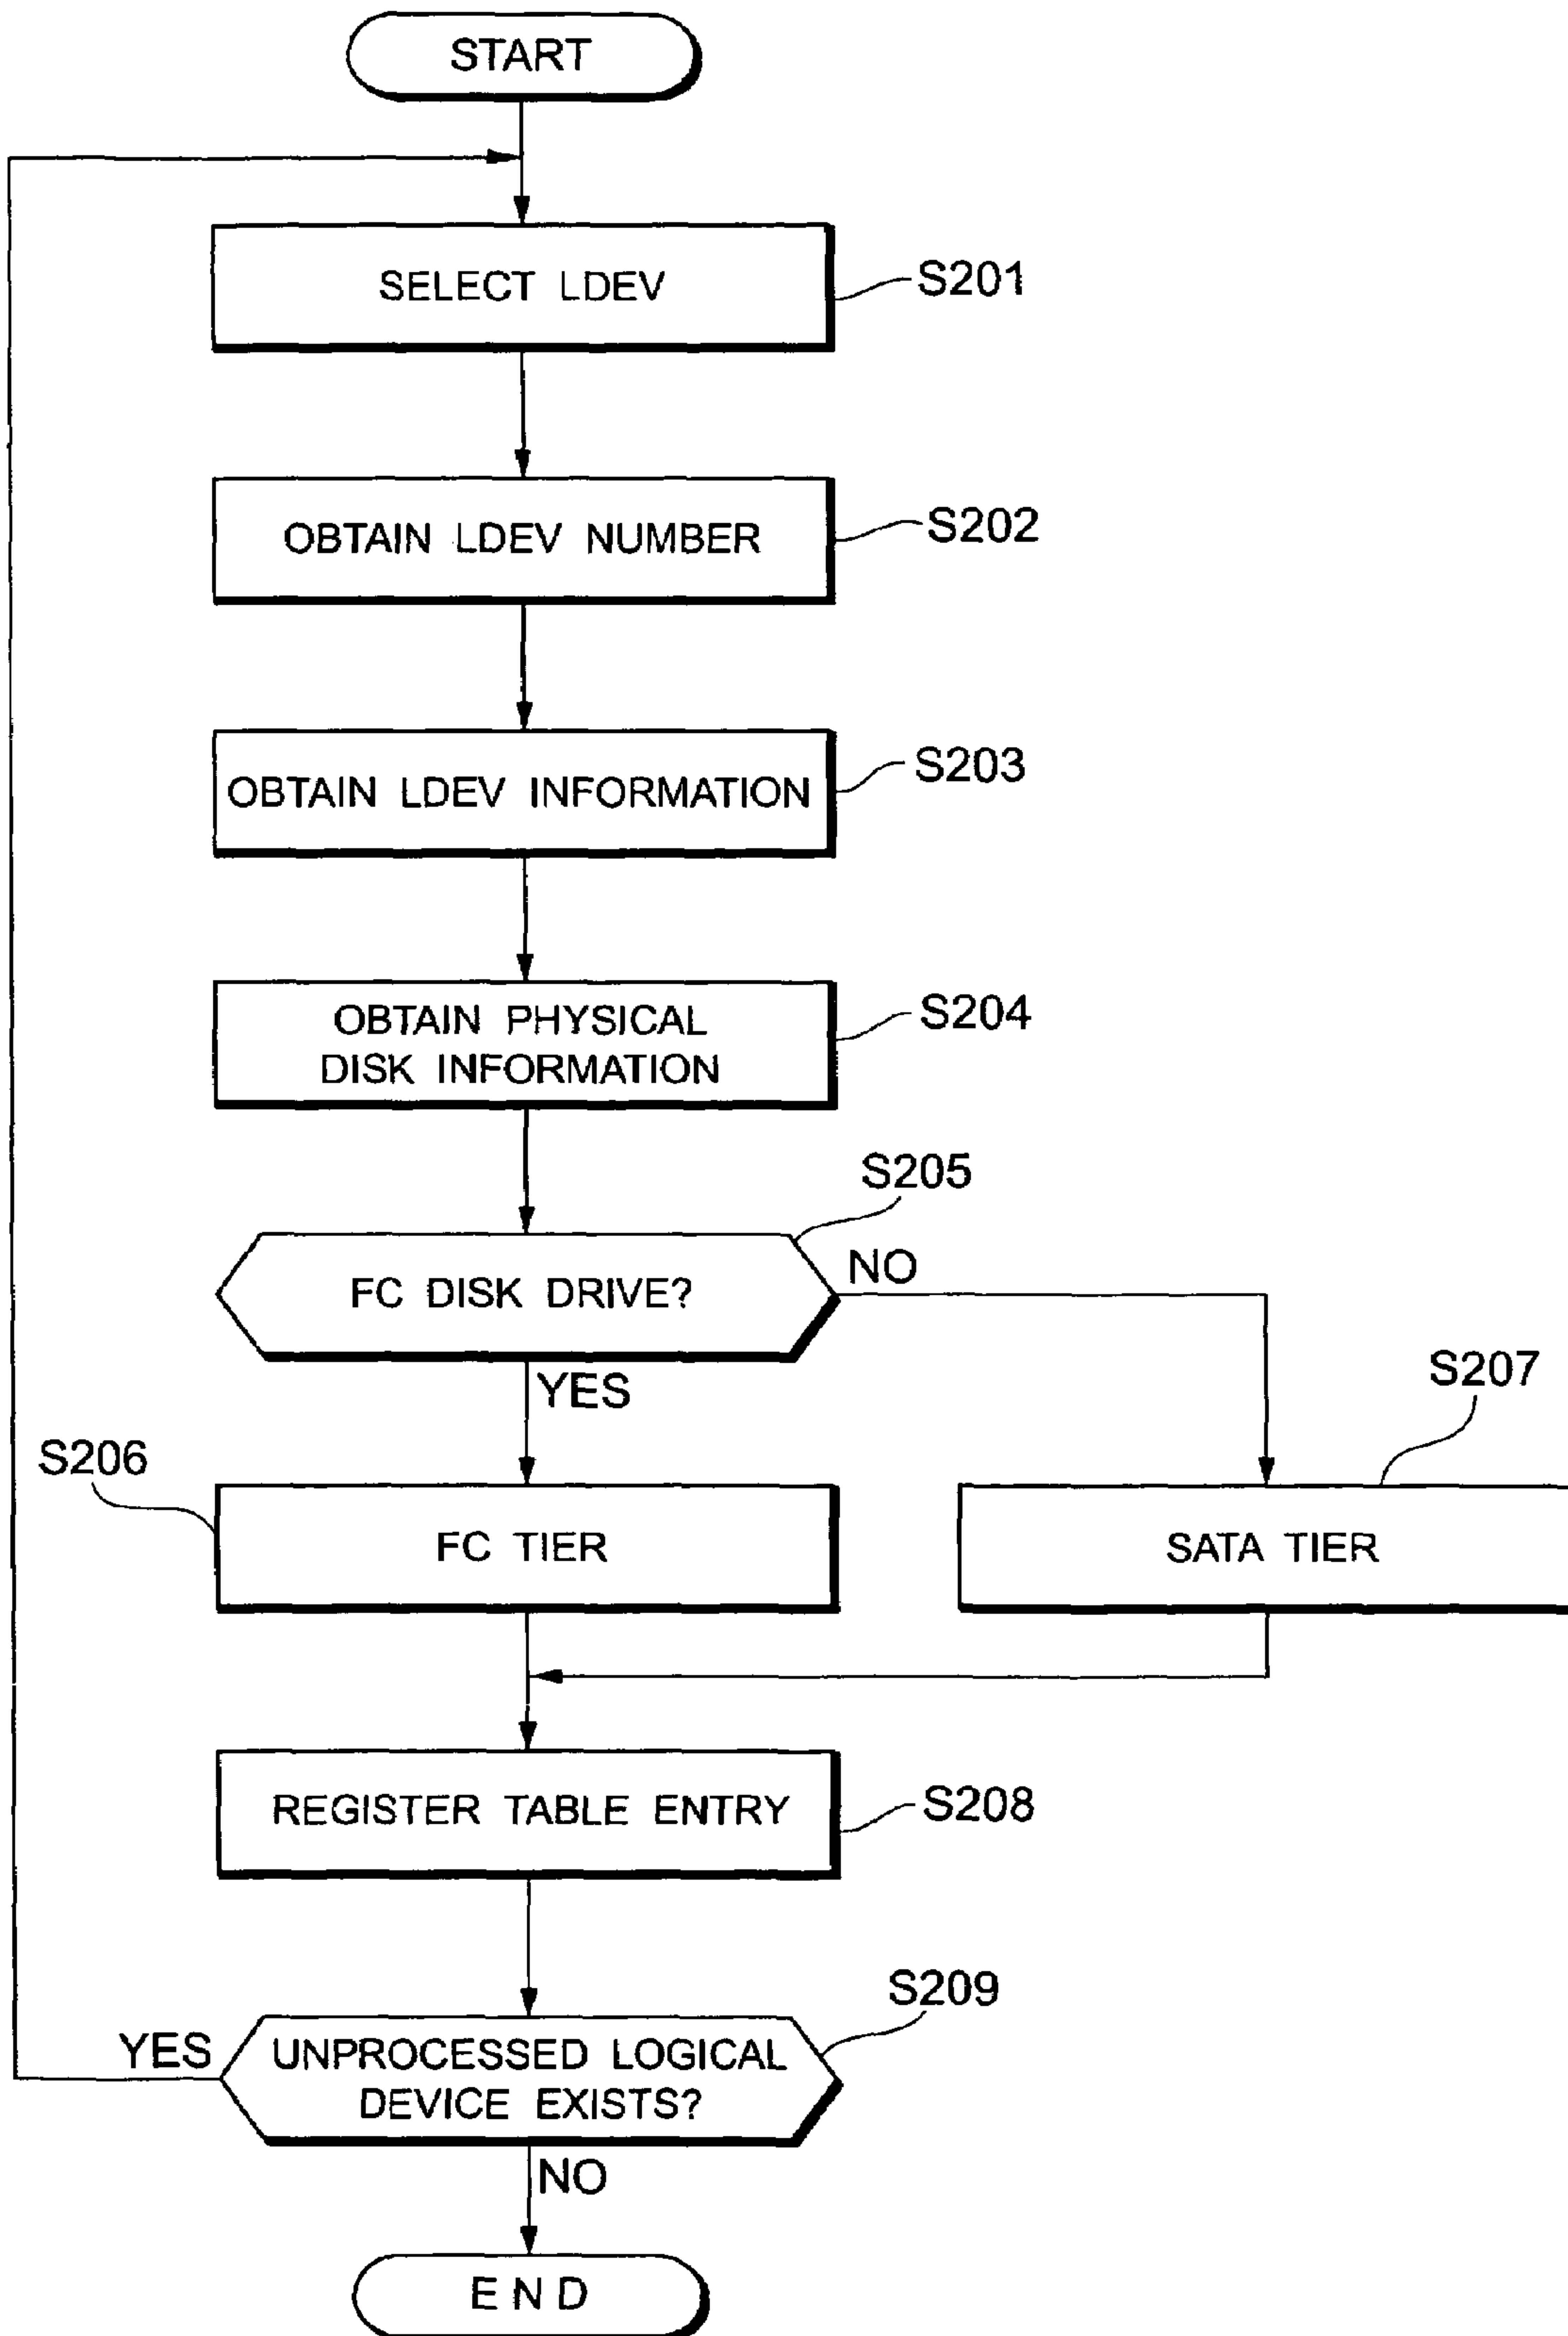 START
SELECT LDEV
S201
OBTAIN LDEV NUMBER
S202
OBTAIN LDEV INFORMATION
S203
OBTAIN PHYSICAL
DISK INFORMATION
S204
S205
FC DISK DRIVE?
NO
YES
S206
FC TIER
S207
SATA TIER
REGISTER TABLE ENTRY
S208
S209
UNPROCESSED LOGICAL
DEVICE EXISTS?
YES
NO
END